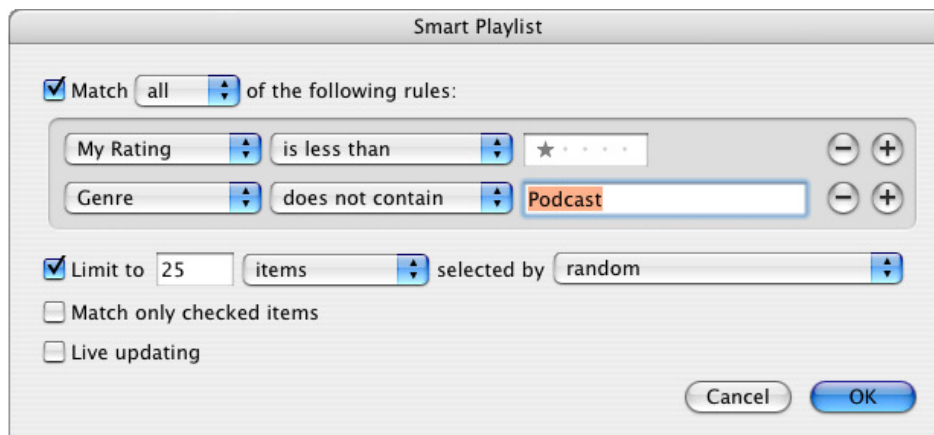 Smart Playlist
Match all of the following rules:
My Rating is less than
Genre does not contain Podcast
Limit to 25 items selected by random
Match only checked items
Live updating
Cancel OK